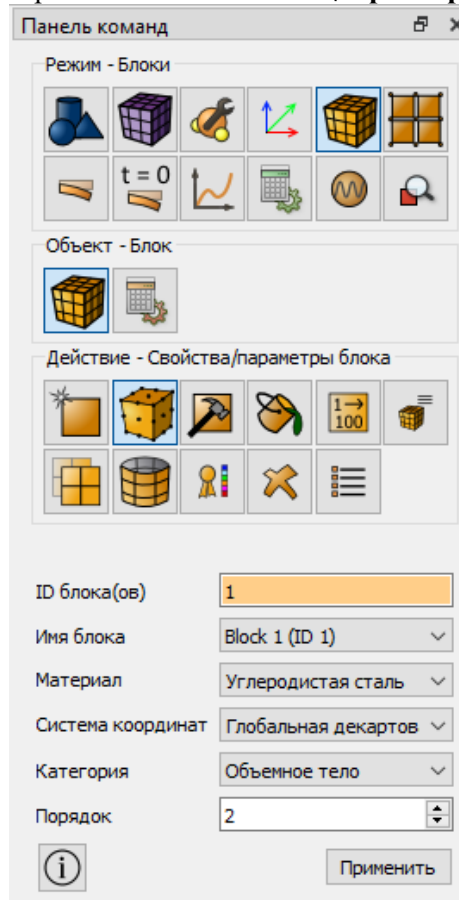 Панель команд
Режим - Блоки
t = 0
Объект - Блок
Действие - Свойства/параметры блока
1→
100
ID блока(ов) 1
Имя блока Block 1 (ID 1)
Материал Углеродистая сталь
Система координат Глобальная декартов
Категория Объемное тело
Порядок 2
Применить